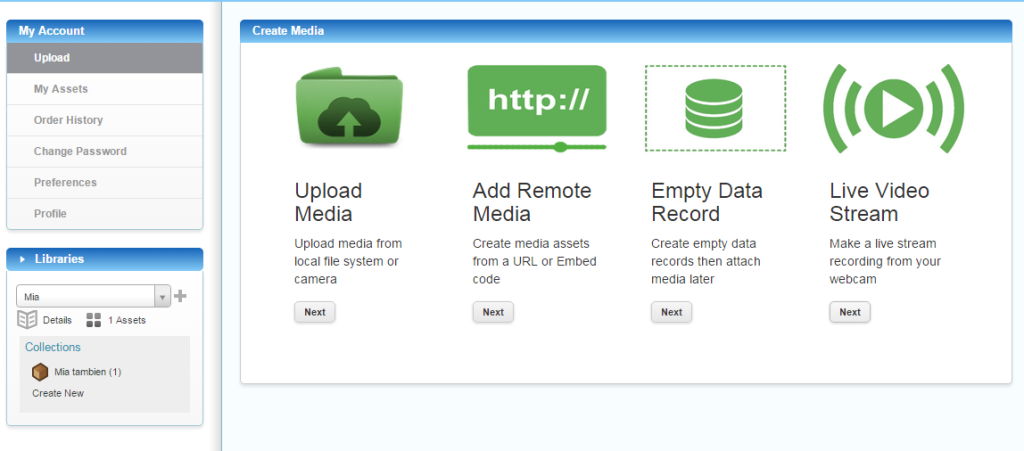 My Account
Upload
My Assets
Order History
Change Password
Preferences
Profile
Libraries
Mia
Details
1 Assets
Collections
Mia tambien (1)
Create New
Create Media
http://
Upload
Media
Upload media from
local file system or
camera
Next
Add Remote
Media
Create media assets
from a URL or Embed
code
Next
Empty Data
Record
Create empty data
records then attach
media later
Next
Live Video
Stream
Make a live stream
recording from your
webcam
Next